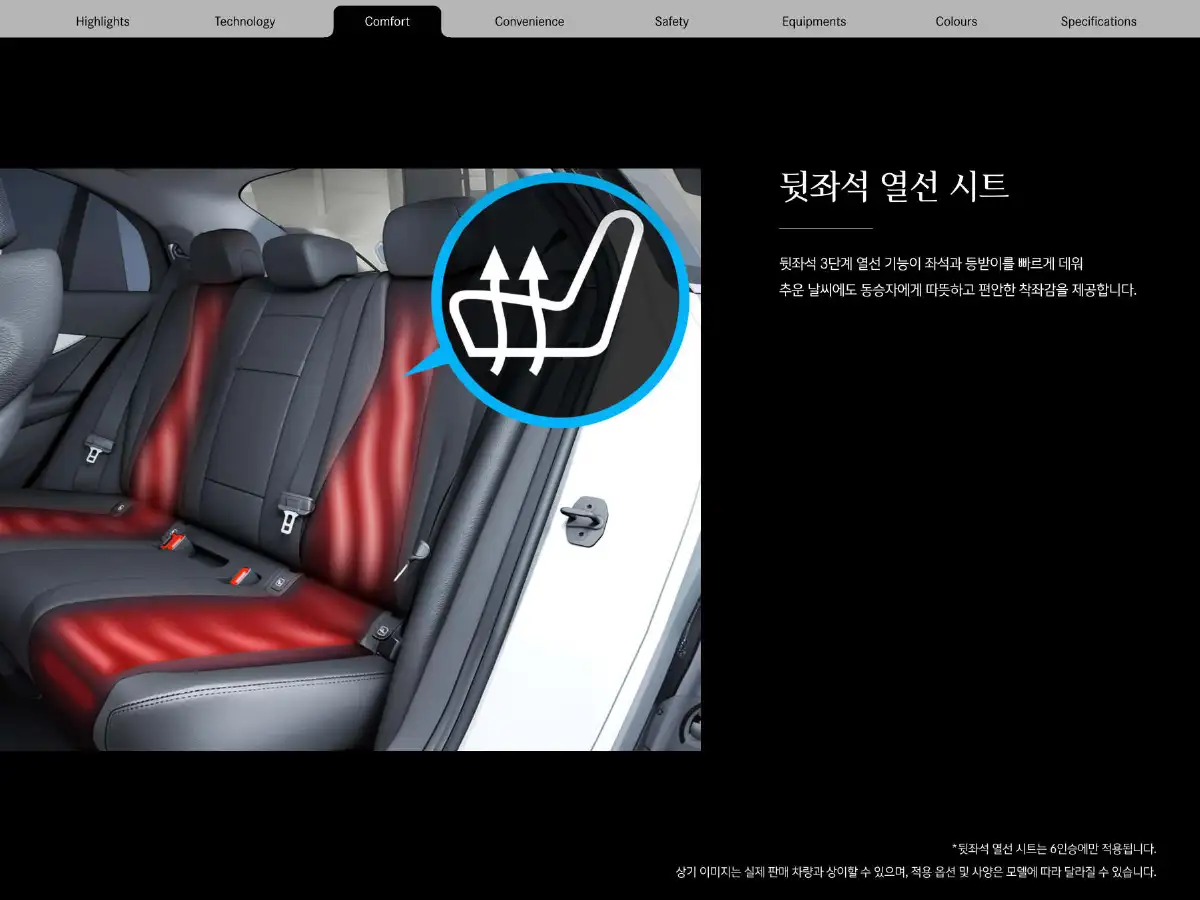 Highlights
Technology
Comfort
Convenience
Safety
Equipments
Colours
Specifications
뒷좌석 열선 시트
뒷좌석 3단계 열선 기능이 좌석과 등받이를 빠르게 데워
추운 날씨에도 동승자에게 따뜻하고 편안한 착좌감을 제공합니다.
*뒷좌석 열선 시트는 6인승에만 적용됩니다.
상기 이미지는 실제 판매 차량과 상이할 수 있으며, 적용 옵션 및 사양은 모델에 따라 달라질 수 있습니다.